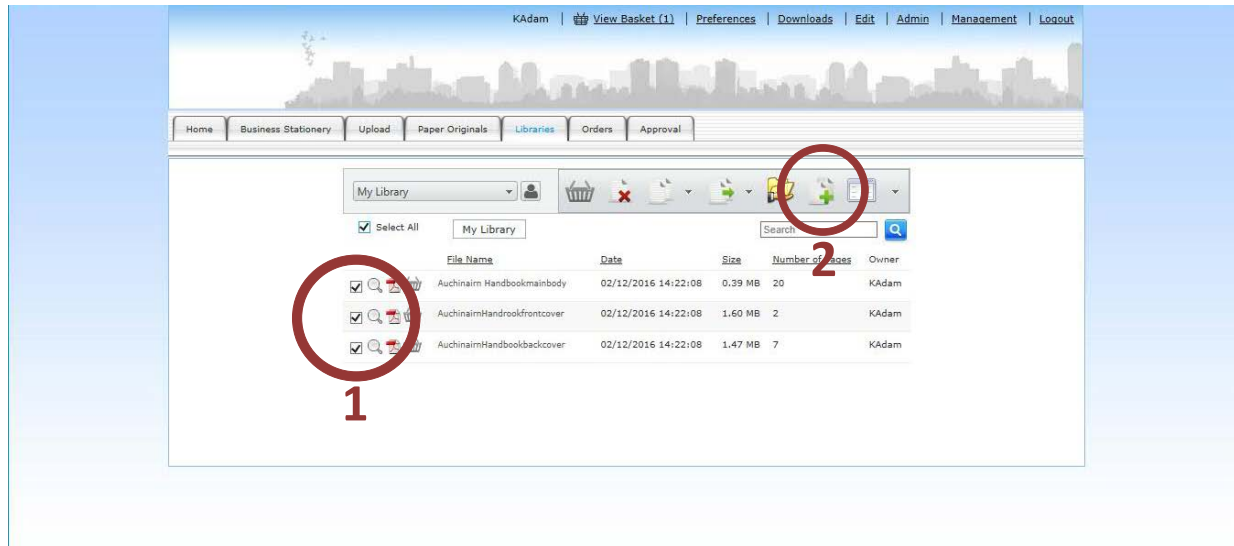 KAdam | View Basket (1) | Preferences | Downloads | Edit | Admin | Management | Logout
Home Business Stationery Upload Paper Originals Libraries Orders Approval
My Library
Select All My Library Search
2
File Name Date Size Number of Pages Owner
Auchinairn Handbookmainbody 02/12/2016 14:22:08 0.39 MB 20 KAdam
AuchinairnHandrookfrontcover 02/12/2016 14:22:08 1.60 MB 2 KAdam
AuchinairnHandbookbackcover 02/12/2016 14:22:08 1.47 MB 7 KAdam
1